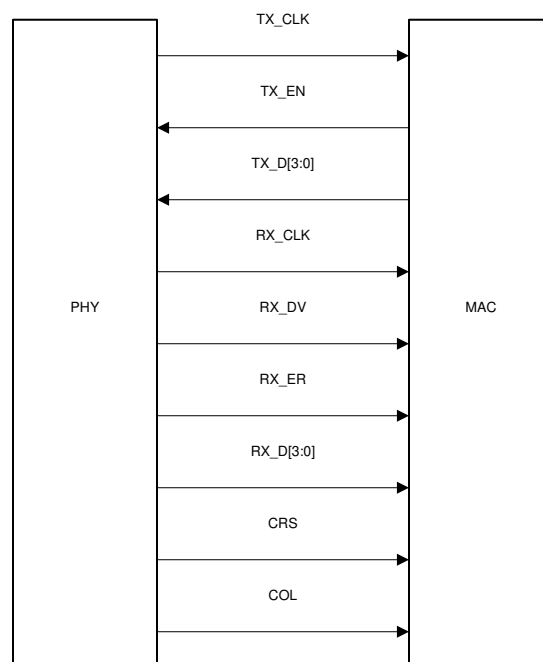 TX_CLK
TX_EN
TX_D[3:0]
RX_CLK
PHY
RX_DV
MAC
RX_ER
RX_D[3:0]
CRS
COL